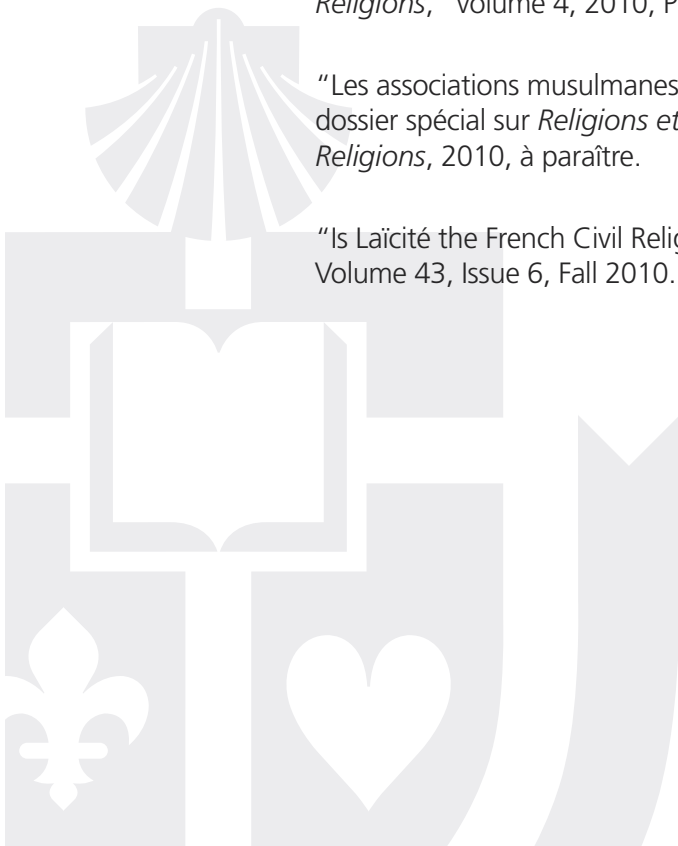 Religions," Volume 4, 2010, P
"Les associations musulmanes
dossier spécial sur Religions et
Religions, 2010, à paraître.
"Is Laïcité the French Civil Relig
Volume 43, Issue 6, Fall 2010.